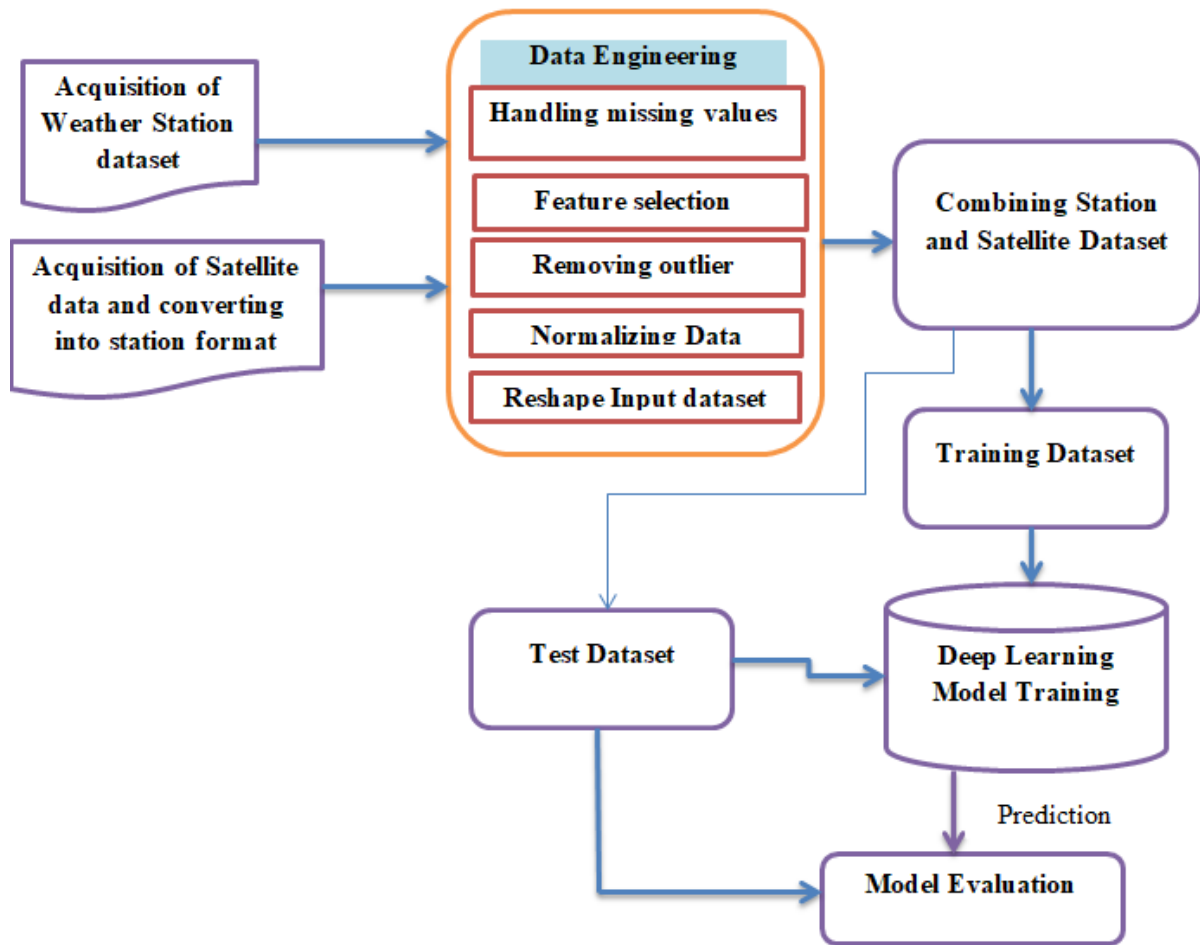 Acquisition of
Weather Station
dataset
Acquisition of Satellite
data and converting
into station format
Data Engineering
Handling missing values
Feature selection
Removing outlier
Normalizing Data
Reshape Input dataset
Combining Station
and Satellite Dataset
Training Dataset
Test Dataset
Deep Learning
Model Training
Prediction
Model Evaluation